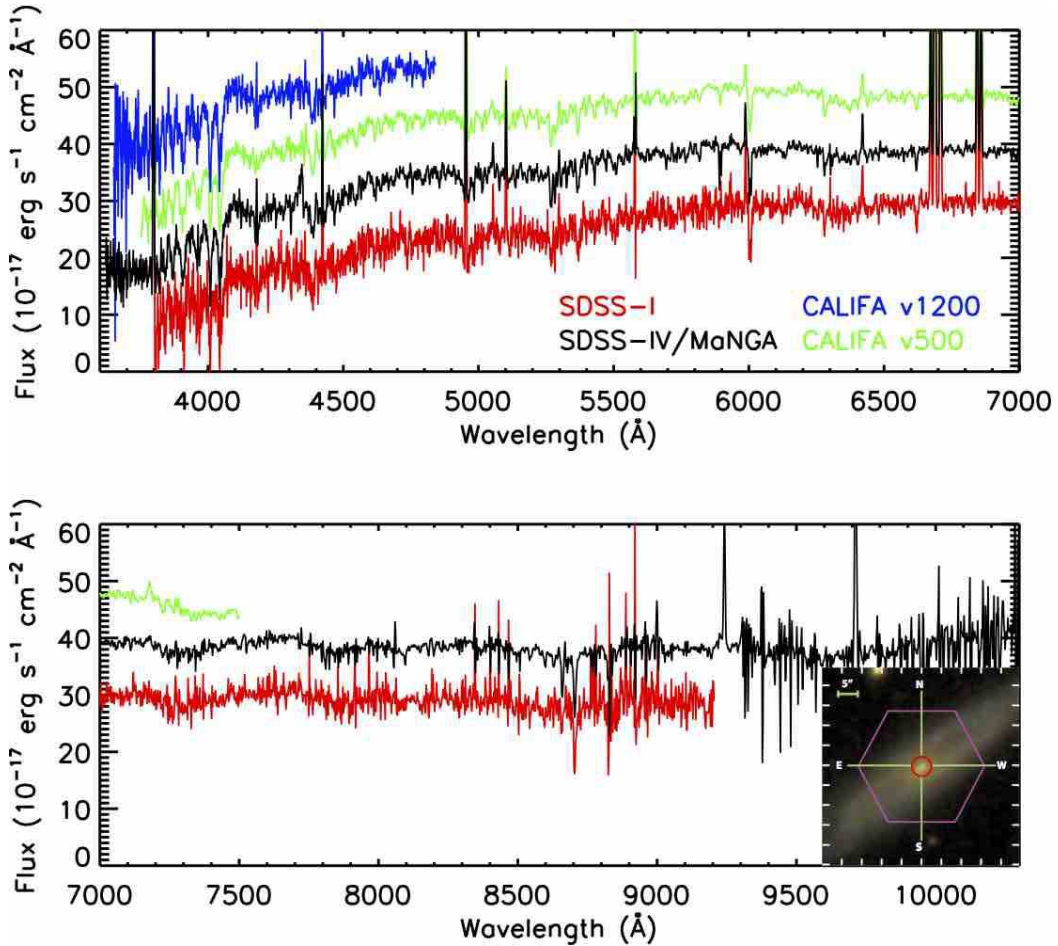 60
50
40
30
20
10
0
Flux (10⁻¹⁷ erg s⁻¹ cm⁻² Å⁻¹)
SDSS-I
CALIFA v1200
SDSS-IV/MaNGA
CALIFA v500
4000 4500 5000 5500 6000 6500 7000
Wavelength (Å)
60
50
40
30
20
10
0
Flux (10⁻¹⁷ erg s⁻¹ cm⁻² Å⁻¹)
5"
N
E
W
S
7000 7500 8000 8500 9000 9500 10000
Wavelength (Å)